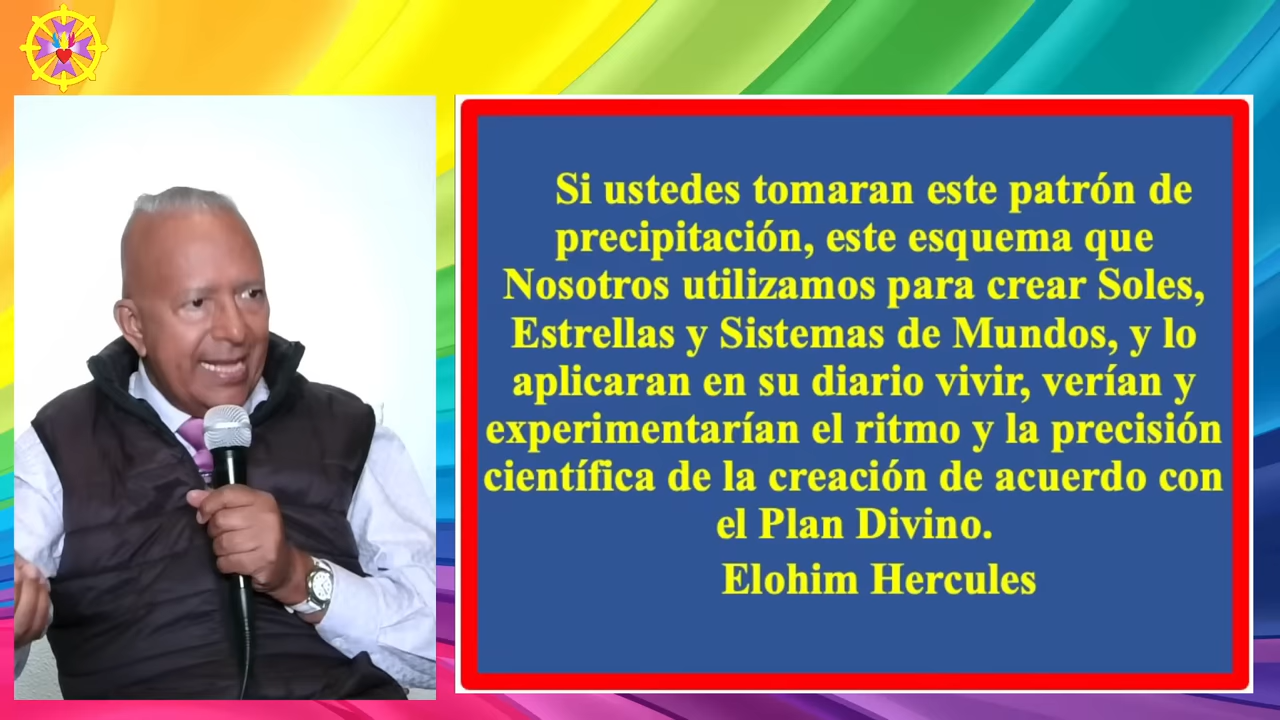 Si ustedes tomaran este patrón de
precipitación, este esquema que
Nosotros utilizamos para crear Soles,
Estrellas y Sistemas de Mundos, y lo
aplicaran en su diario vivir, verían y
experimentarían el ritmo y la precisión
científica de la creación de acuerdo con
el Plan Divino.
Elohim Hercules